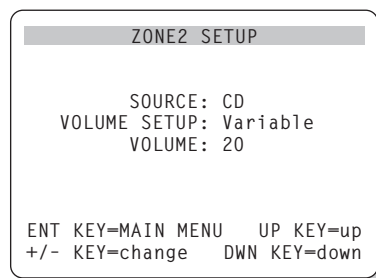 ZONE2 SETUP
SOURCE: CD
VOLUME SETUP: Variable
VOLUME: 20
ENT KEY=MAIN MENU UP KEY=up
+/- KEY=change DWN KEY=down